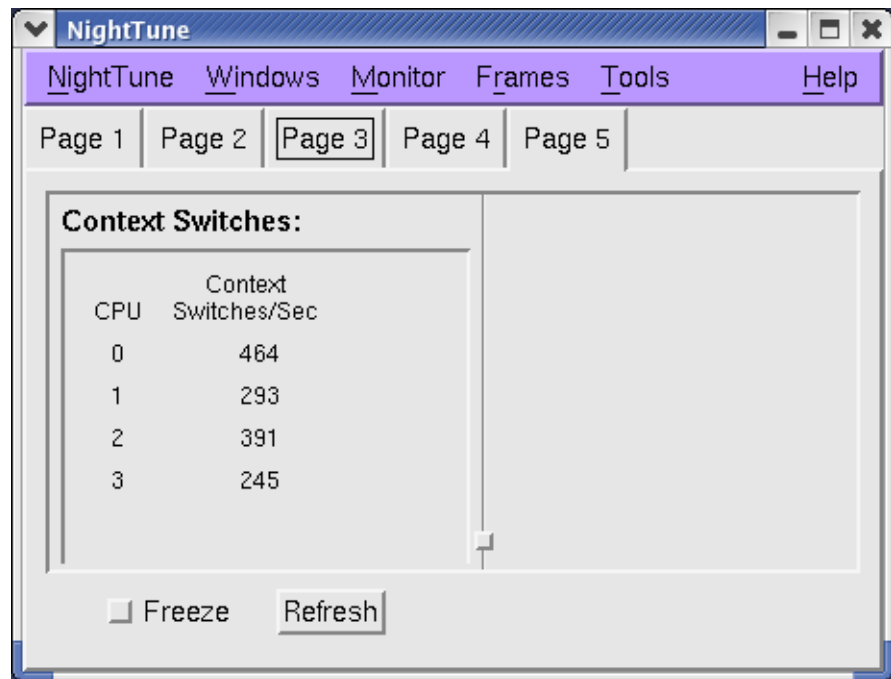 NightTune
NightTune Windows Monitor Frames Tools Help
Page 1 Page 2 Page 3 Page 4 Page 5
Context Switches:
Context
CPU Switches/Sec
0 464
1 293
2 391
3 245
Freeze Refresh